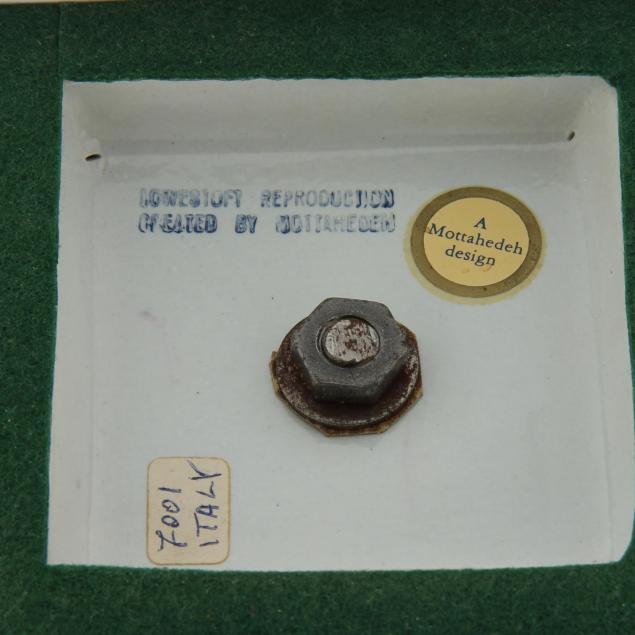 LOWESTOFT REPRODUCTION
CREATED BY MOTTAHEDEH
A
Mottahedeh
design
7001
ITALY